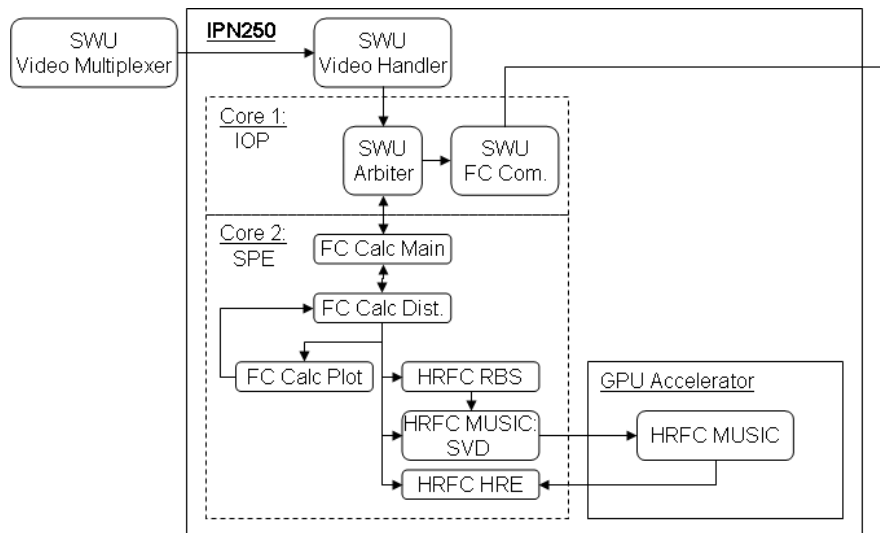 IPN250
SWU
Video Multiplexer
SWU
Video Handler
Core 1:
IOP
SWU
Arbiter
SWU
FC Com.
Core 2:
SPE
FC Calc Main
FC Calc Dist.
FC Calc Plot
HRFC RBS
HRFC MUSIC:
SVD
HRFC HRE
GPU Accelerator
HRFC MUSIC